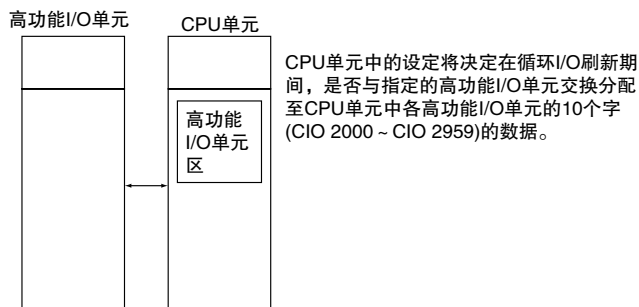 高功能I/O单元
CPU单元
CPU单元中的设定将决定在循环I/O刷新期
间，是否与指定的高功能I/O单元交换分配
至CPU单元中各高功能I/O单元的10个字
(CIO 2000 ~ CIO 2959)的数据。
高功能
I/O单元
区